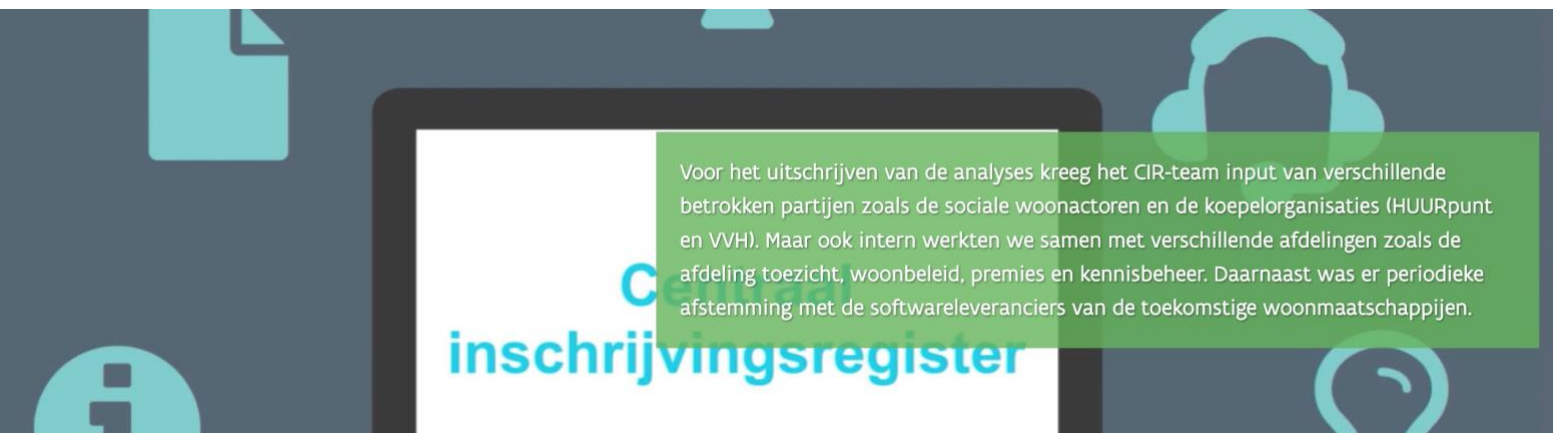 Voor het uitschrijven van de analyses kreeg het CIR-team input van verschillende
betrokken partijen zoals de sociale woonactoren en de koepelorganisaties (HUURpunt
en VVH). Maar ook intern werkten we samen met verschillende afdelingen zoals de
afdeling toezicht, woonbeleid, premies en kennisbeheer. Daarnaast was er periodieke
afstemming met de softwareleveranciers van de toekomstige woonmaatschappijen.
Centraal
inschrijvingsregister